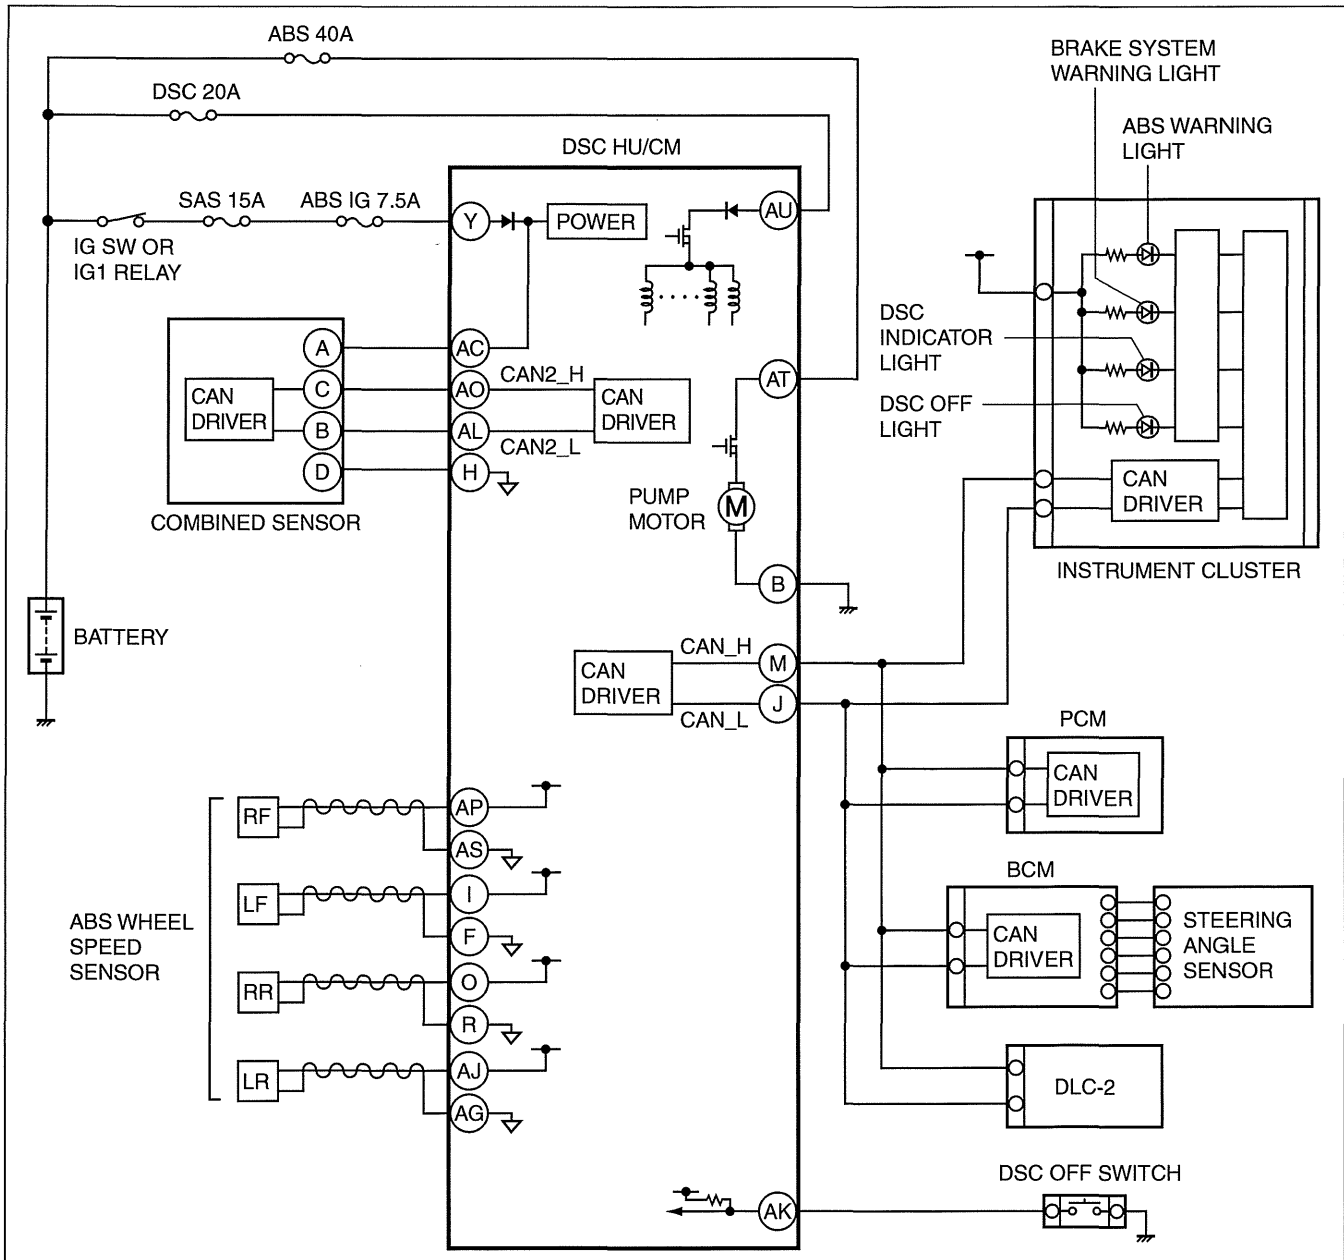 ABS 40A
DSC 20A
DSC HU/CM
SAS 15A
ABS IG 7.5A
IG SW OR
IG1 RELAY
Y
POWER
AU
A
AC
CAN
DRIVER
C
AO
CAN2_H
CAN
DRIVER
B
AL
CAN2_L
D
H
COMBINED SENSOR
AT
PUMP
MOTOR
M
B
BATTERY
CAN
DRIVER
CAN_H
M
CAN_L
J
BRAKE SYSTEM
WARNING LIGHT
ABS WARNING
LIGHT
DSC
INDICATOR
LIGHT
DSC OFF
LIGHT
CAN
DRIVER
INSTRUMENT CLUSTER
PCM
CAN
DRIVER
BCM
CAN
DRIVER
STEERING
ANGLE
SENSOR
DLC-2
DSC OFF SWITCH
AK
ABS WHEEL
SPEED
SENSOR
RF
AP
AS
LF
I
F
RR
O
R
LR
AJ
AG